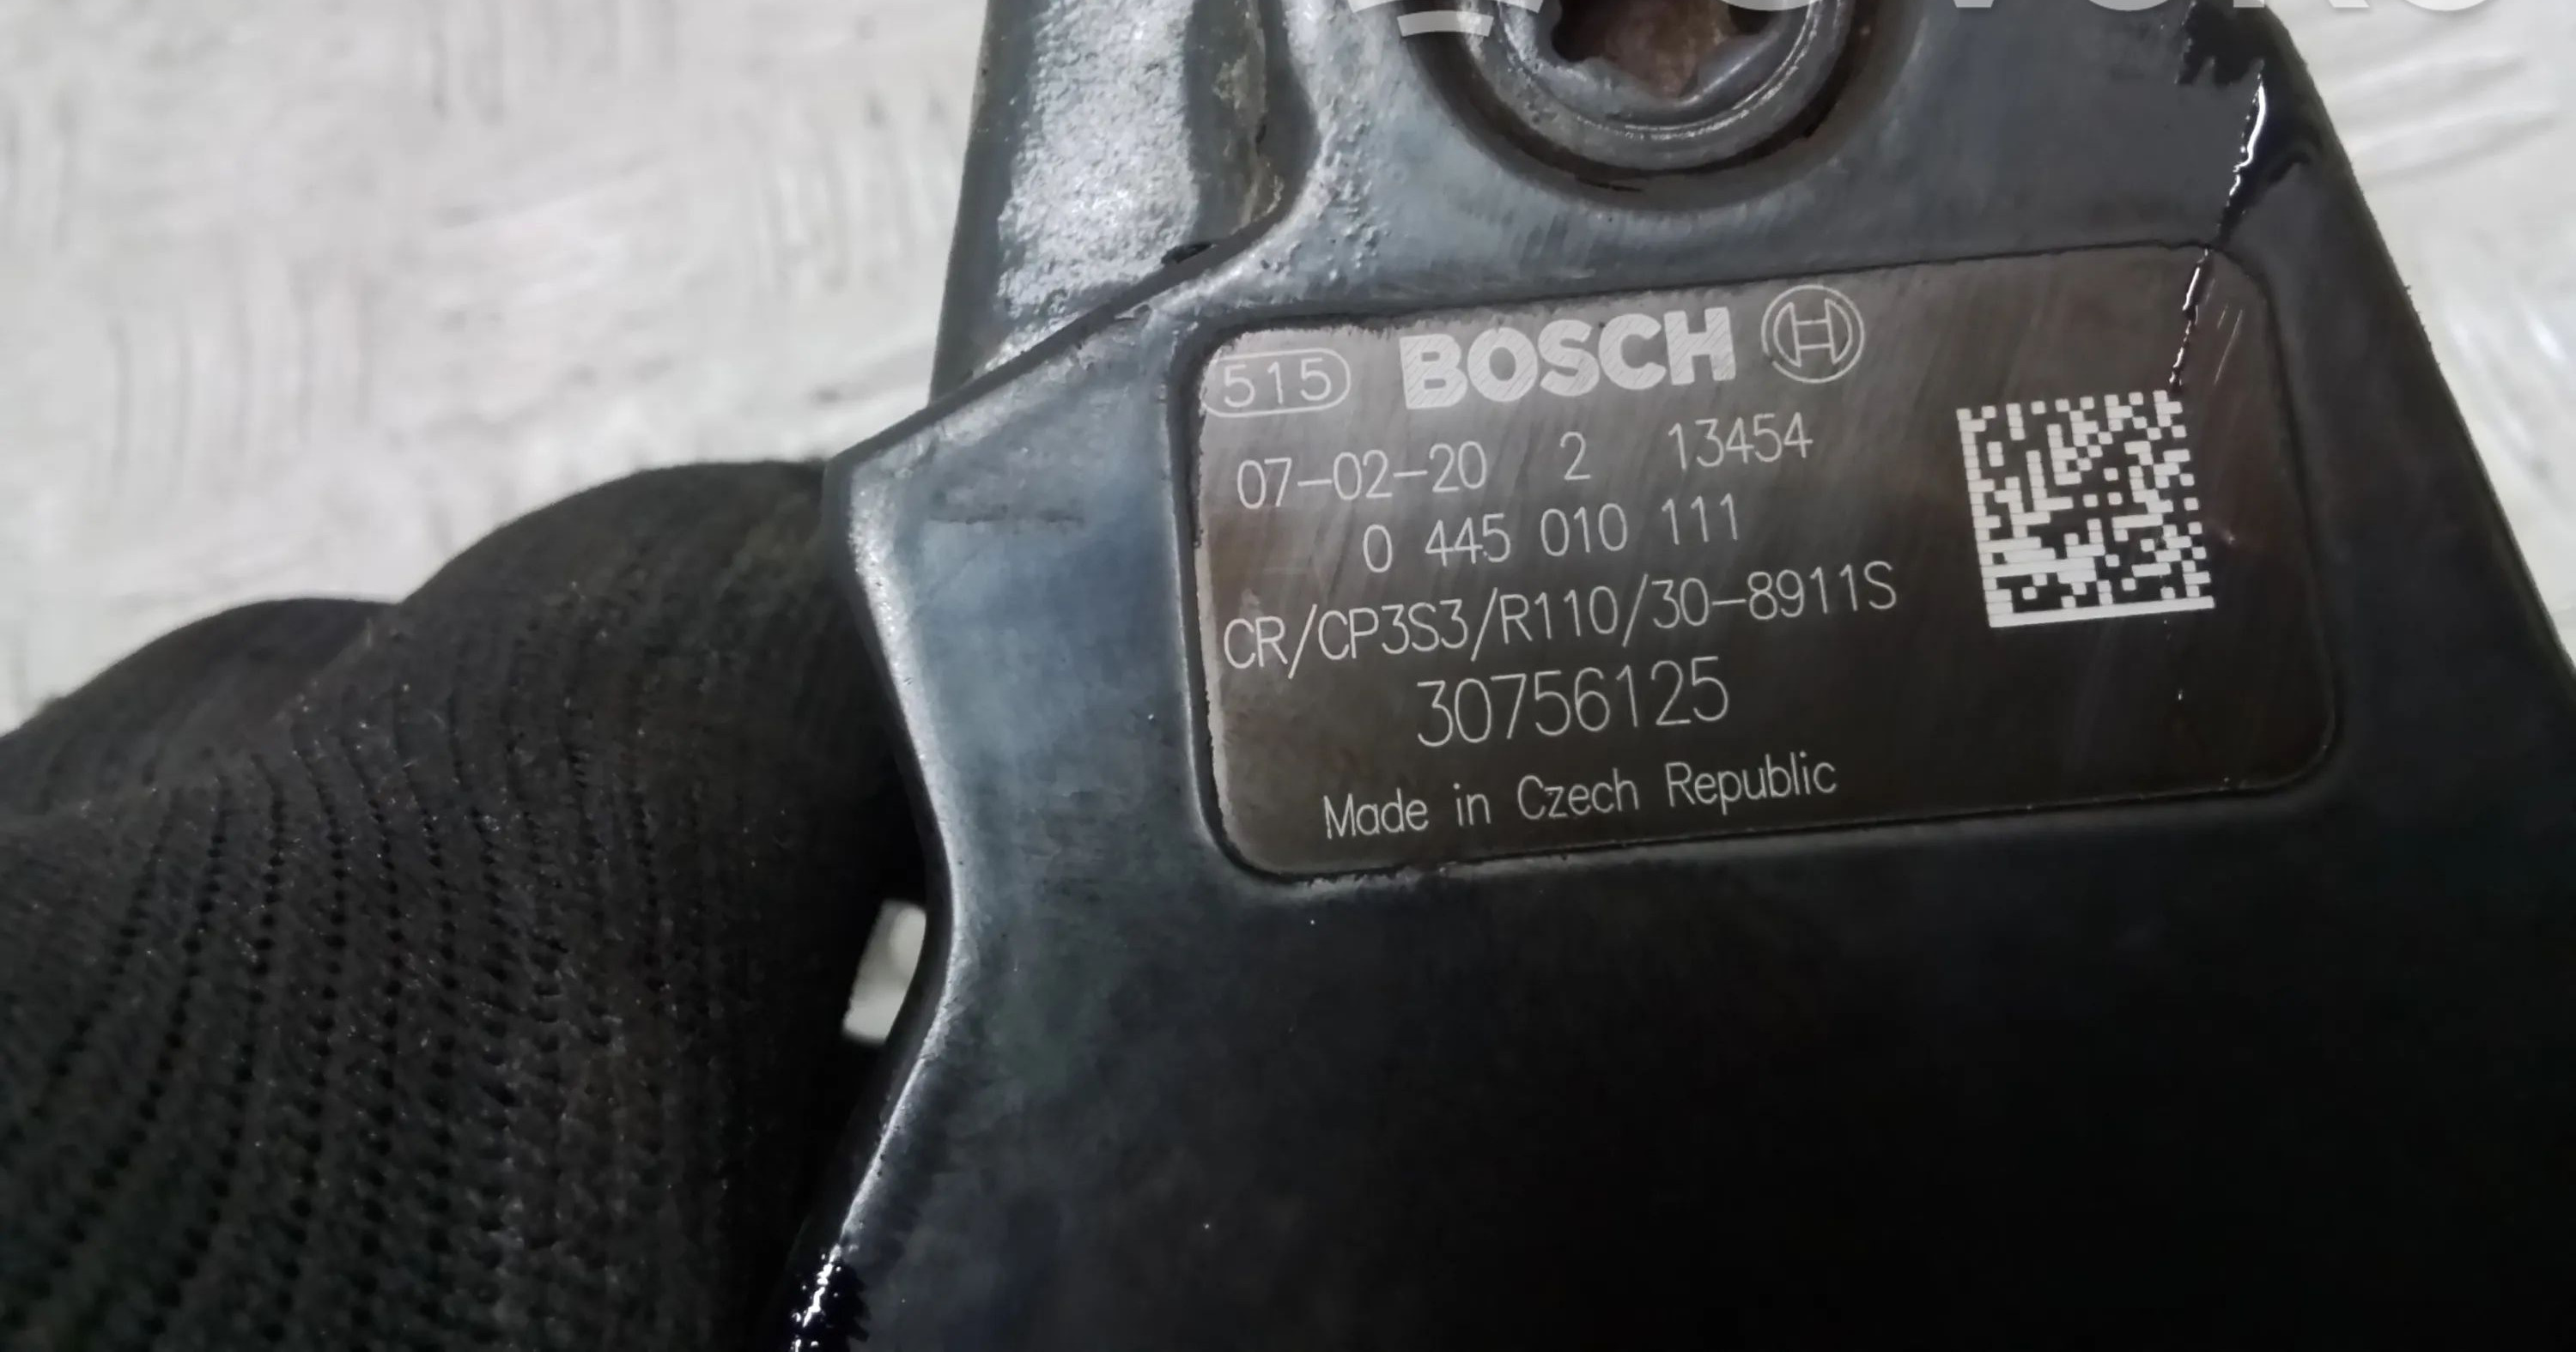 515 BOSCH
07-02-20 2 13454
0 445 010 111
CR/CP3S3/R110/30-8911S
30756125
Made in Czech Republic